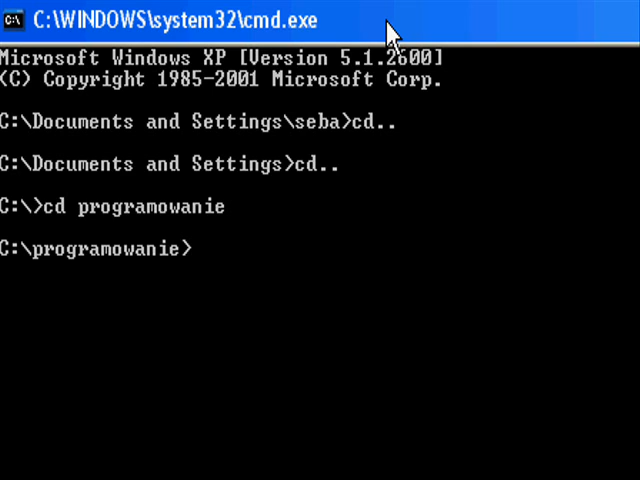 C:\WINDOWS\system32\cmd.exe
Microsoft Windows XP [Version 5.1.2600]
(C) Copyright 1985-2001 Microsoft Corp.
C:\Documents and Settings\seba>cd..
C:\Documents and Settings>cd..
C:\>cd programowanie
C:\programowanie>